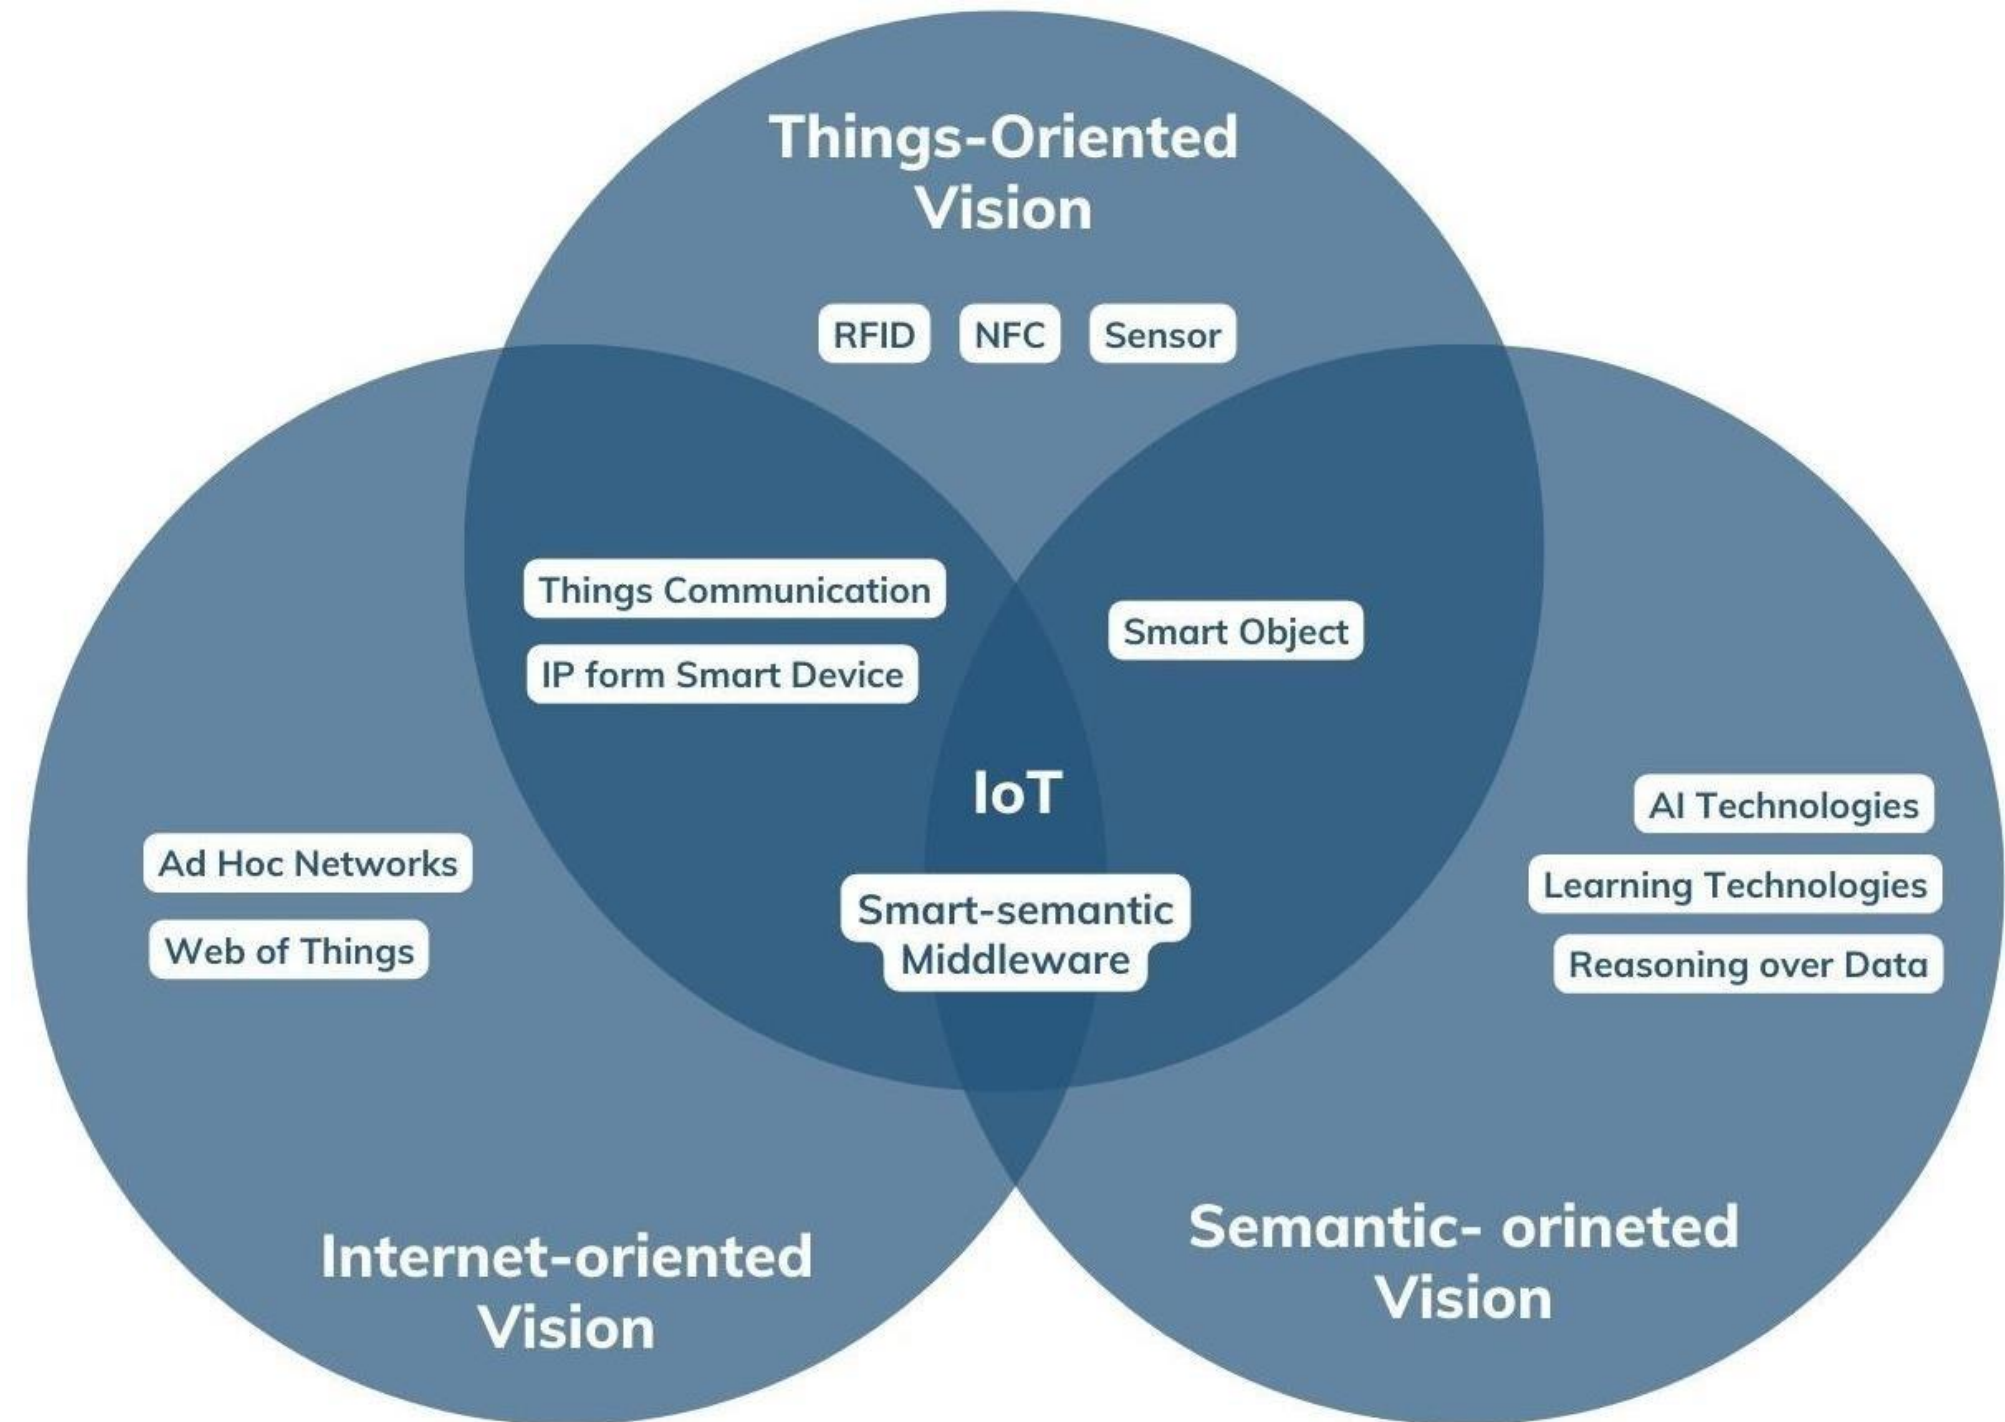 Things-Oriented
Vision
RFID NFC Sensor
Things Communication
IP form Smart Device
Smart Object
IoT
Smart-semantic
Middleware
Ad Hoc Networks
Web of Things
AI Technologies
Learning Technologies
Reasoning over Data
Internet-oriented
Vision
Semantic- orineted
Vision